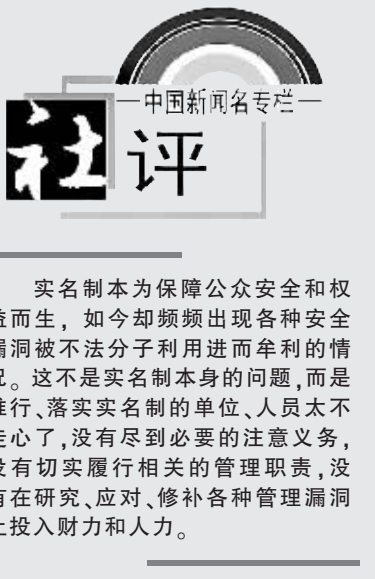 中国新闻名专栏
社评
实名制本为保障公众安全和权
益而生，如今却频频出现各种安全
漏洞被不法分子利用进而牟利的情
况。这不是实名制本身的问题，而是
推行、落实实名制的单位、人员太不
走心了，没有尽到必要的注意义务，
没有切实履行相关的管理职责，没
有在研究、应对、修补各种管理漏洞
上投入财力和人力。